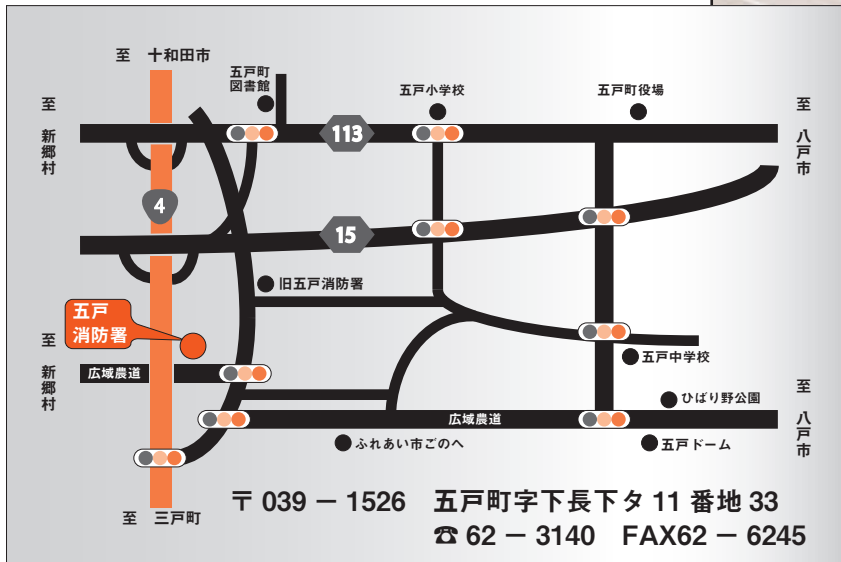 至 十和田市
五戸町
図書館
五戸小学校
五戸町役場
至 新郷村
至 八戸市
113
4
15
旧五戸消防署
五戸
消防署
至 新郷村
広域農道
五戸中学校
ひばり野公園
至 八戸市
広域農道
ふれあい市ごのへ
五戸ドーム
至 三戸町
〒 039 － 1526 五戸町字下長下タ 11 番地 33
☎ 62 － 3140 FAX62 － 6245